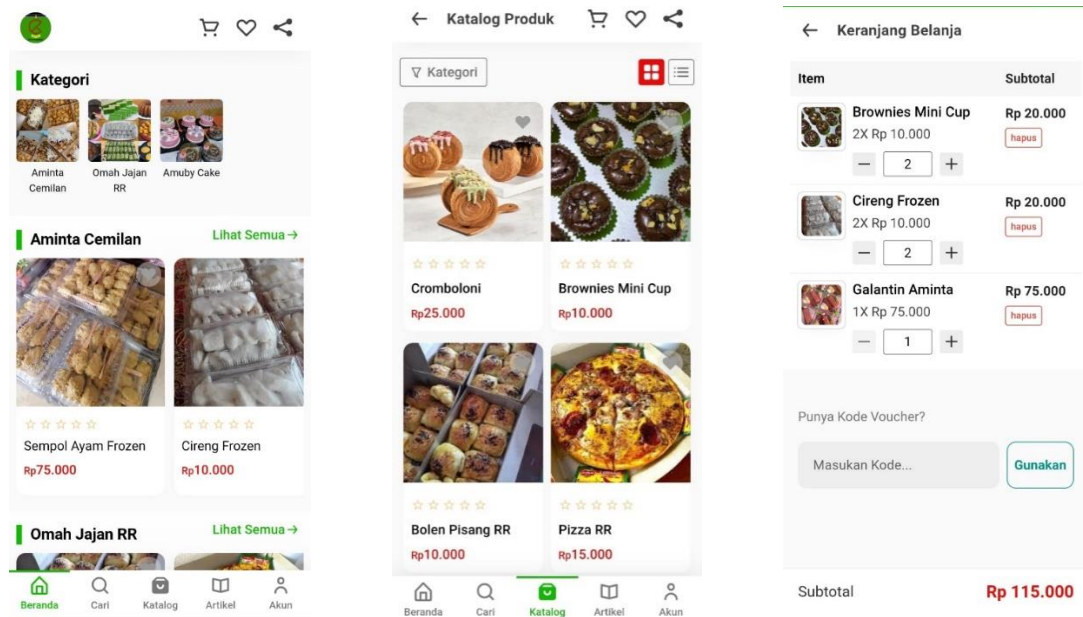 Kategori
Aminta Cemilan
Omah Jajan RR
Amuby Cake
Aminta Cemilan
Lihat Semua →
Sempol Ayam Frozen
Rp75.000
Cireng Frozen
Rp10.000
Omah Jajan RR
Lihat Semua →
Beranda
Cari
Katalog
Artikel
Akun
Katalog Produk
Kategori
Cromboloni
Rp25.000
Brownies Mini Cup
Rp10.000
Bolen Pisang RR
Rp10.000
Pizza RR
Rp15.000
Beranda
Cari
Katalog
Artikel
Akun
Keranjang Belanja
Item
Subtotal
Brownies Mini Cup
Rp 20.000
2X Rp 10.000
hapus
2
Cireng Frozen
Rp 20.000
2X Rp 10.000
hapus
2
Galantin Aminta
Rp 75.000
1X Rp 75.000
hapus
1
Punya Kode Voucher?
Masukan Kode...
Gunakan
Subtotal
Rp 115.000